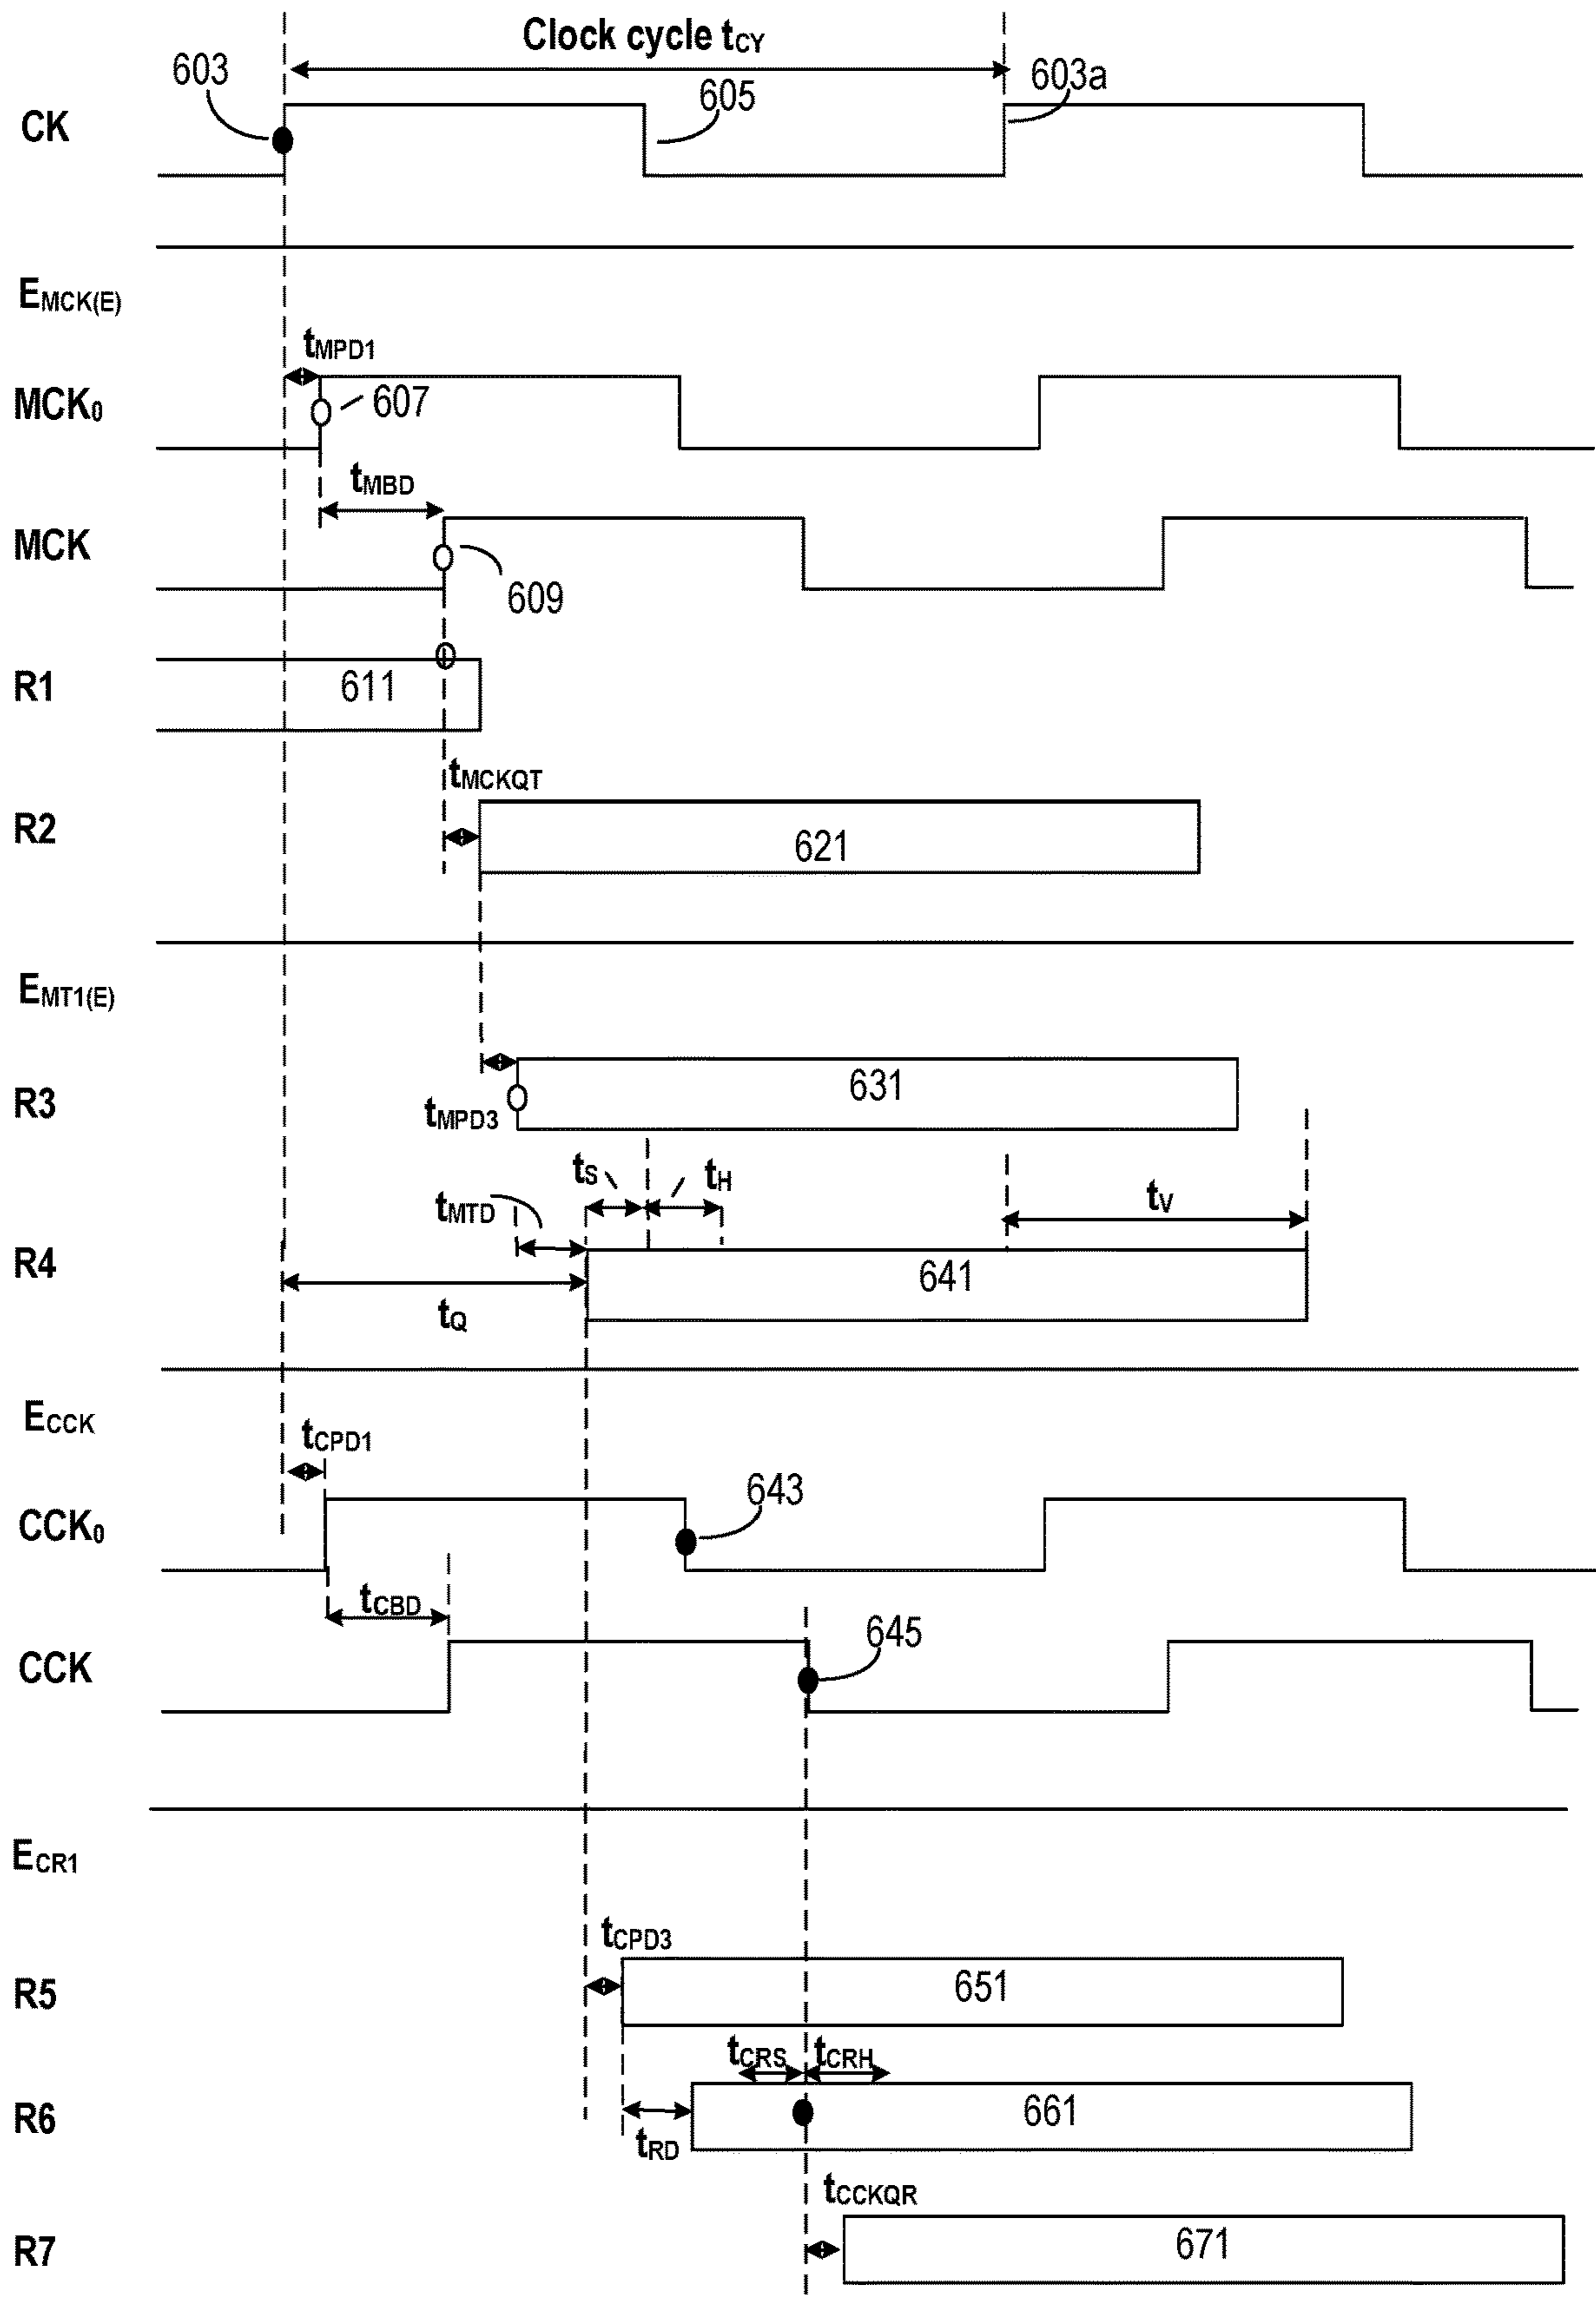 Clock cycle tCY
603
605
603a
CK
EMCK(E)
tMPD1
MCK0
607
tMBD
MCK
609
R1
611
tMCKQT
R2
621
EMT1(E)
R3
631
tMPD3
tS
tH
tMTD
tV
R4
641
tQ
ECCK
tCPD1
643
CCK0
tCBD
645
CCK
ECR1
tCPD3
R5
651
tCRS
tCRH
R6
661
tRD
tCCKQR
R7
671